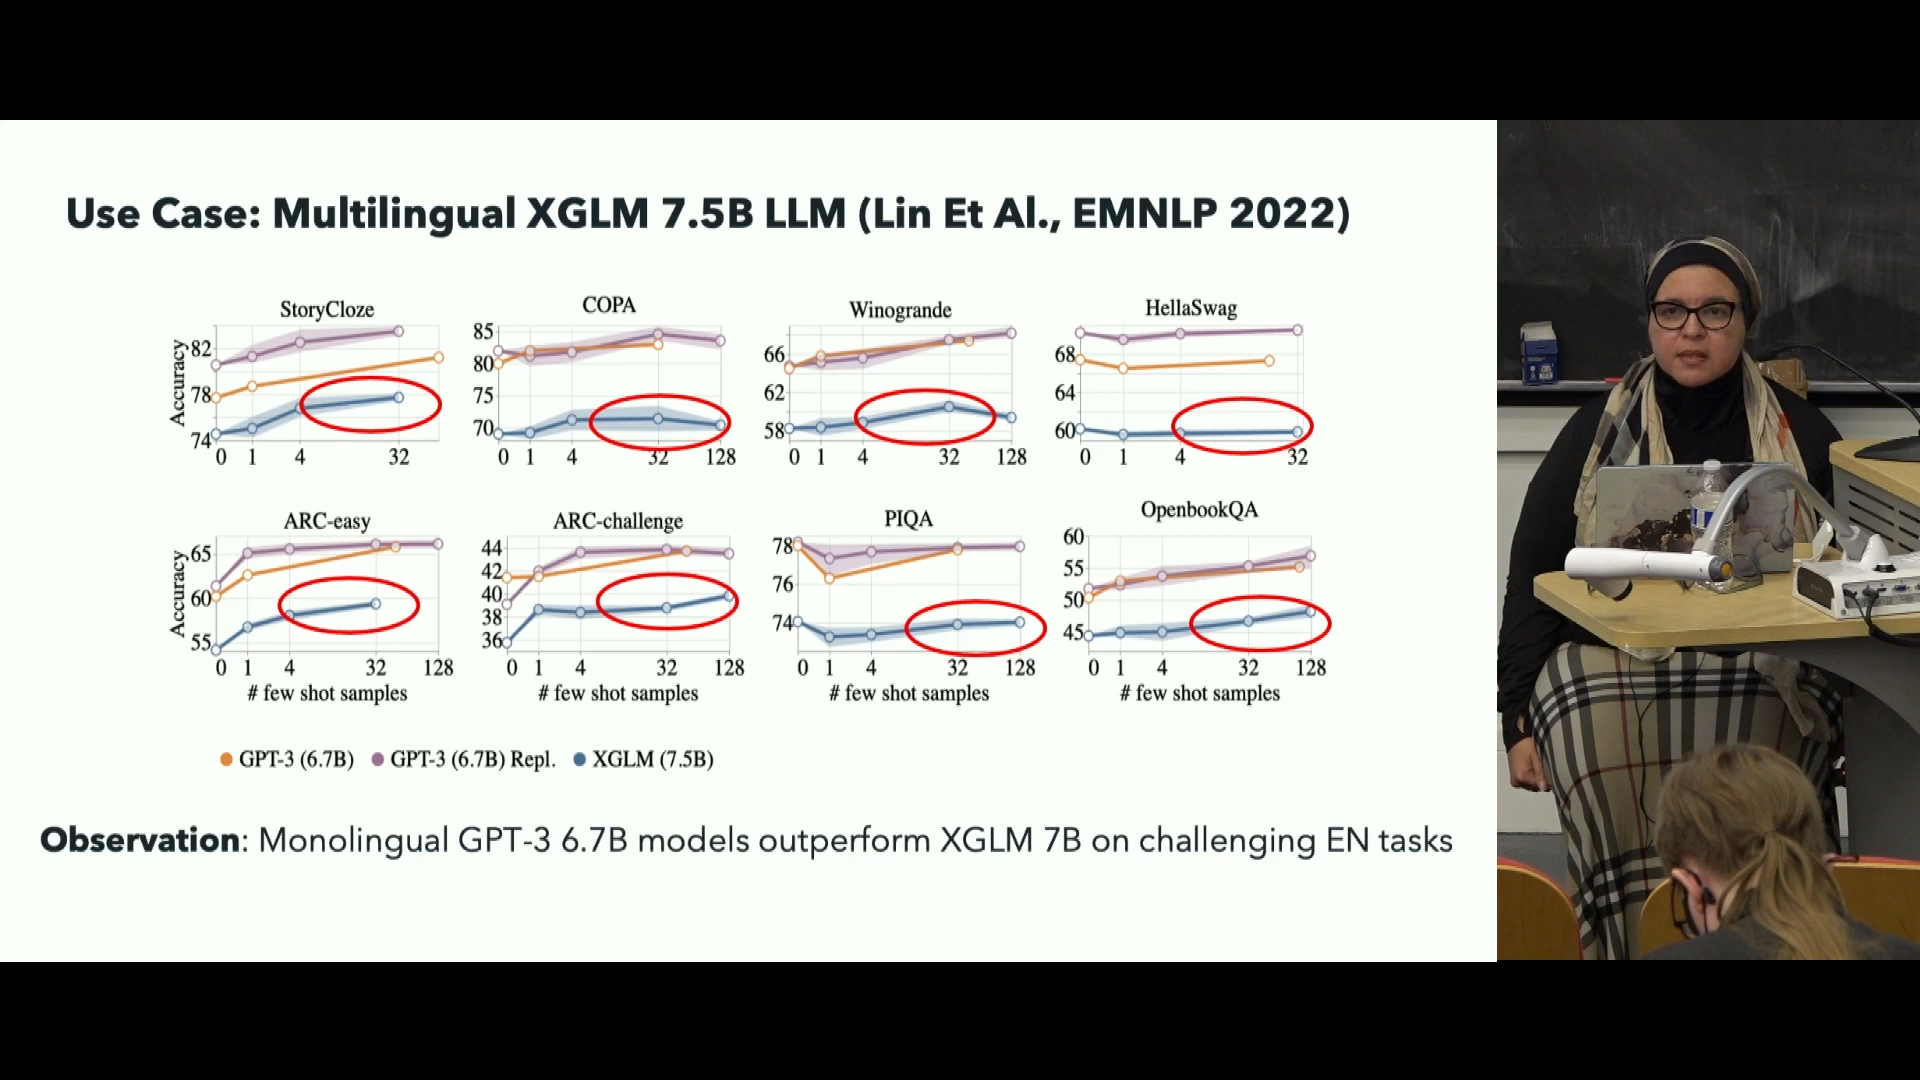 Use Case: Multilingual XGLM 7.5B LLM (Lin Et Al., EMNLP 2022)
StoryCloze
COPA
Winogrande
HellaSwag
Accuracy
82
78
74
0 1 4 32
85
80
75
70
0 1 4 32 128
66
62
58
0 1 4 32 128
68
64
60
0 1 4 32
ARC-easy
ARC-challenge
PIQA
OpenbookQA
Accuracy
65
60
55
0 1 4 32 128
# few shot samples
44
42
40
38
36
0 1 4 32 128
# few shot samples
78
76
74
0 1 4 32 128
# few shot samples
60
55
50
45
0 1 4 32 128
# few shot samples
GPT-3 (6.7B) GPT-3 (6.7B) Repl. XGLM (7.5B)
Observation: Monolingual GPT-3 6.7B models outperform XGLM 7B on challenging EN tasks